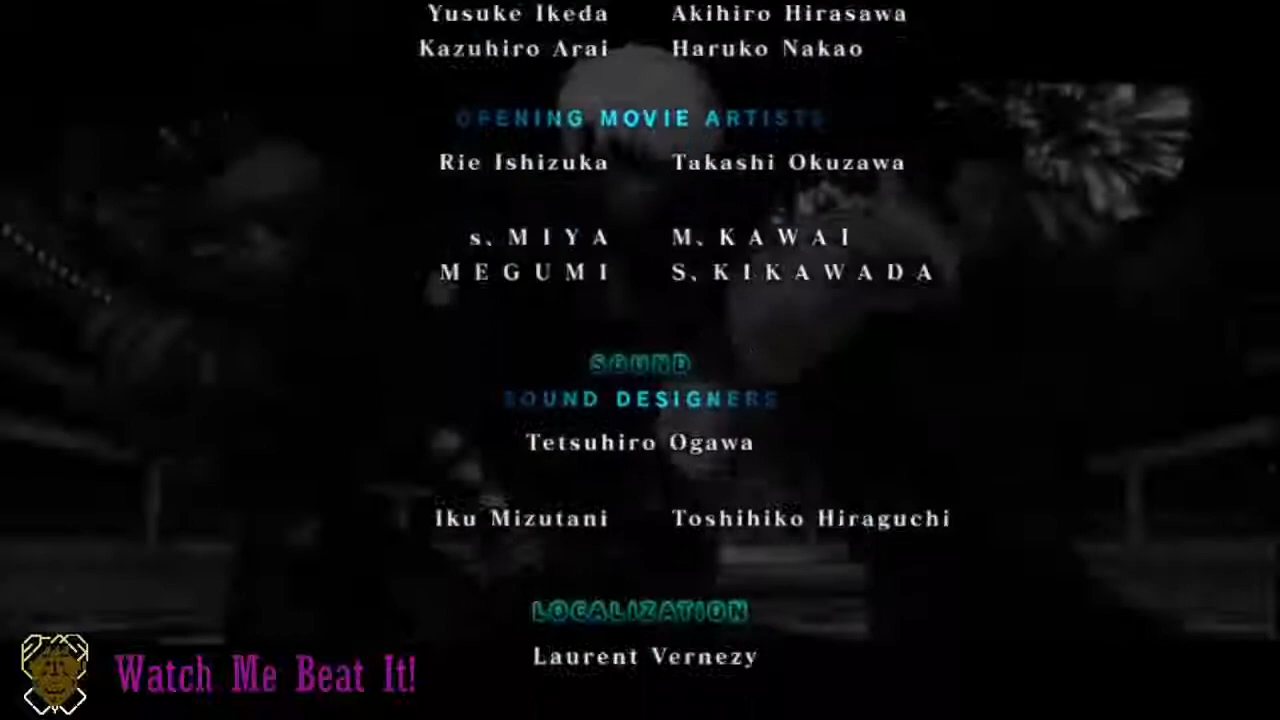 Yusuke Ikeda Akihiro Hirasawa
Kazuhiro Arai Haruko Nakao
OPENING MOVIE ARTISTS
Rie Ishizuka Takashi Okuzawa
s. MIYA M. KAWAI
MEGUMI S. KIKAWADA
SOUND
SOUND DESIGNERS
Tetsuhiro Ogawa
Iku Mizutani Toshihiko Hiraguchi
LOCALIZATION
Laurent Vernezy
Watch Me Beat It!